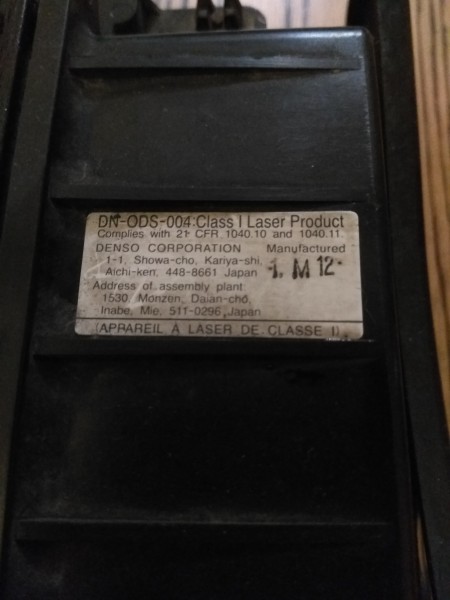 DN-ODS-004:Class I Laser Product
Complies with 21 CFR 1040.10 and 1040.11.
DENSO CORPORATION Manufactured
1-1, Showa-cho, Kariya-shi, 1. M 12
Aichi-ken, 448-8661 Japan
Address of assembly plant
1530, Monzen, Daian-cho,
Inabe, Mie, 511-0296, Japan
(APPAREIL À LASER DE CLASSE I)